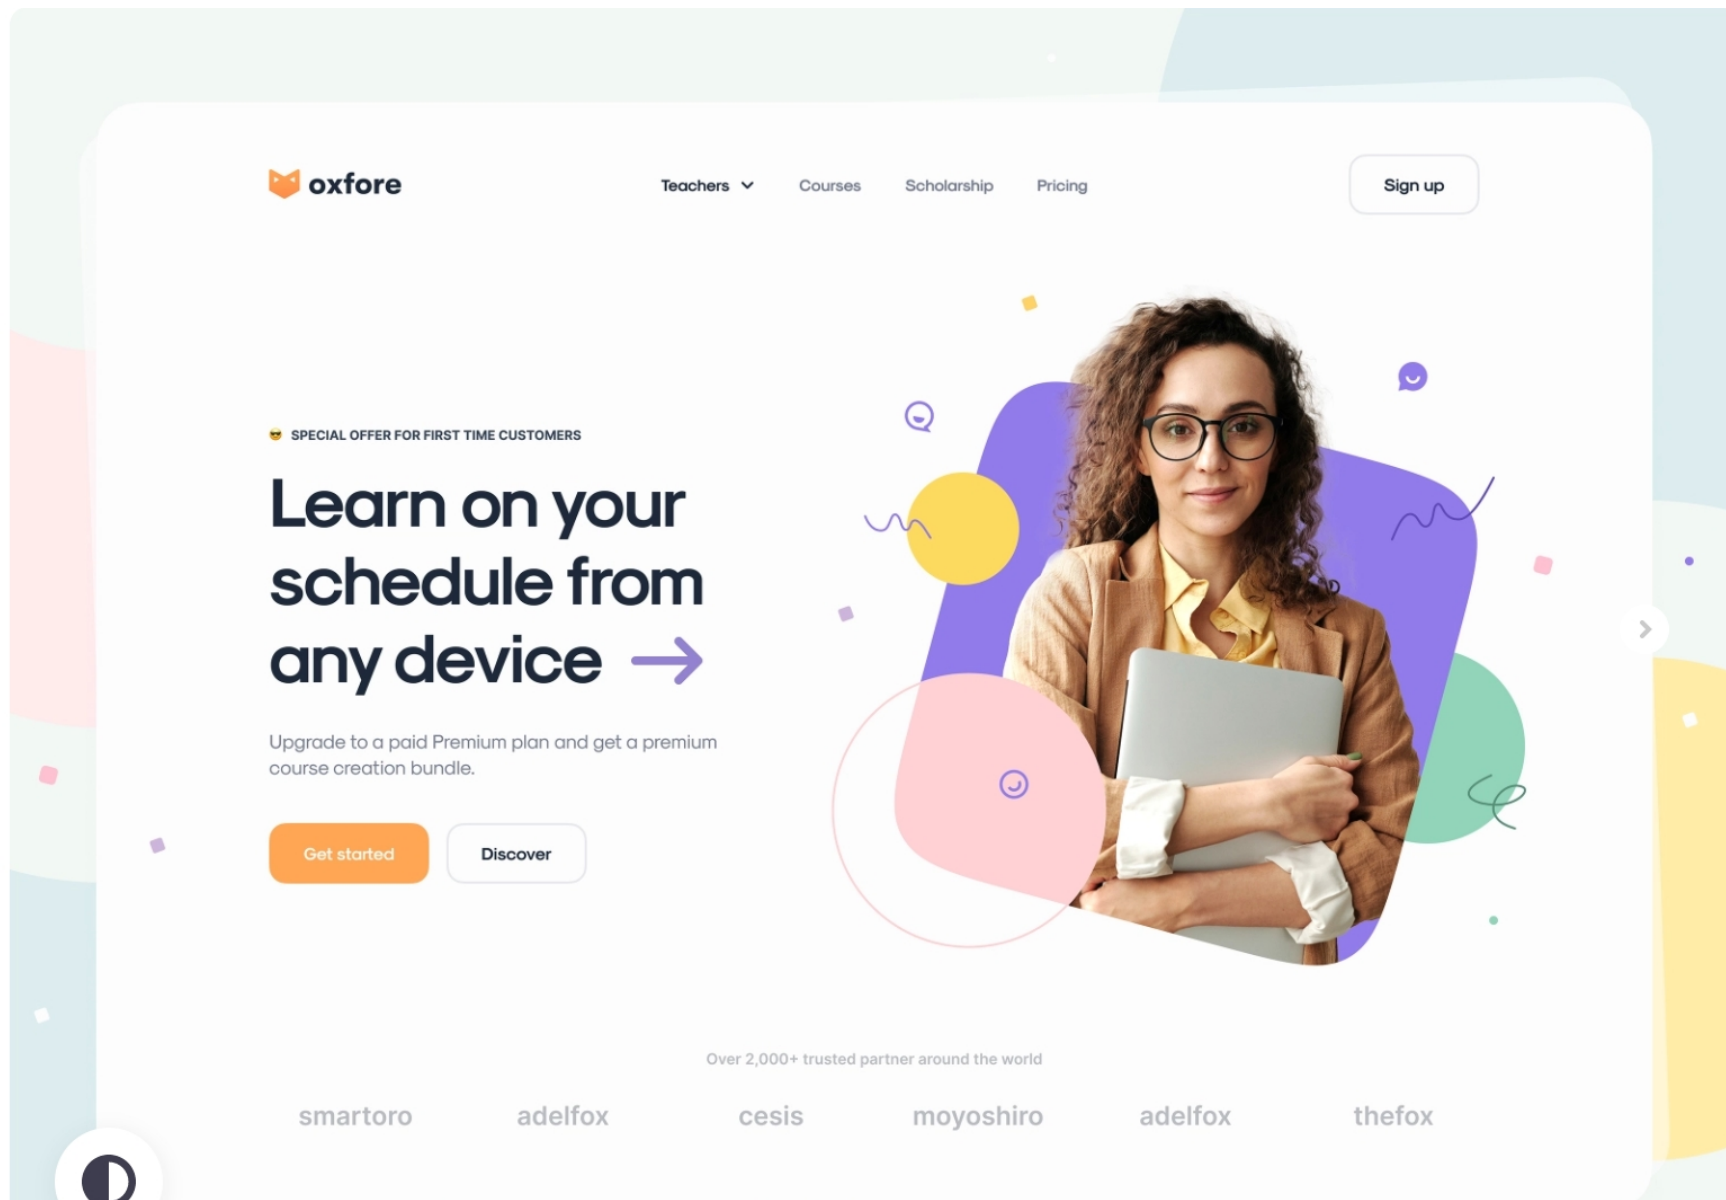 oxfore
Teachers
Courses
Scholarship
Pricing
Sign up
SPECIAL OFFER FOR FIRST TIME CUSTOMERS
Learn on your
schedule from
any device
Upgrade to a paid Premium plan and get a premium
course creation bundle.
Get started
Discover
Over 2,000+ trusted partner around the world
smartoro
adelfox
cesis
moyoshiro
adelfox
thefox